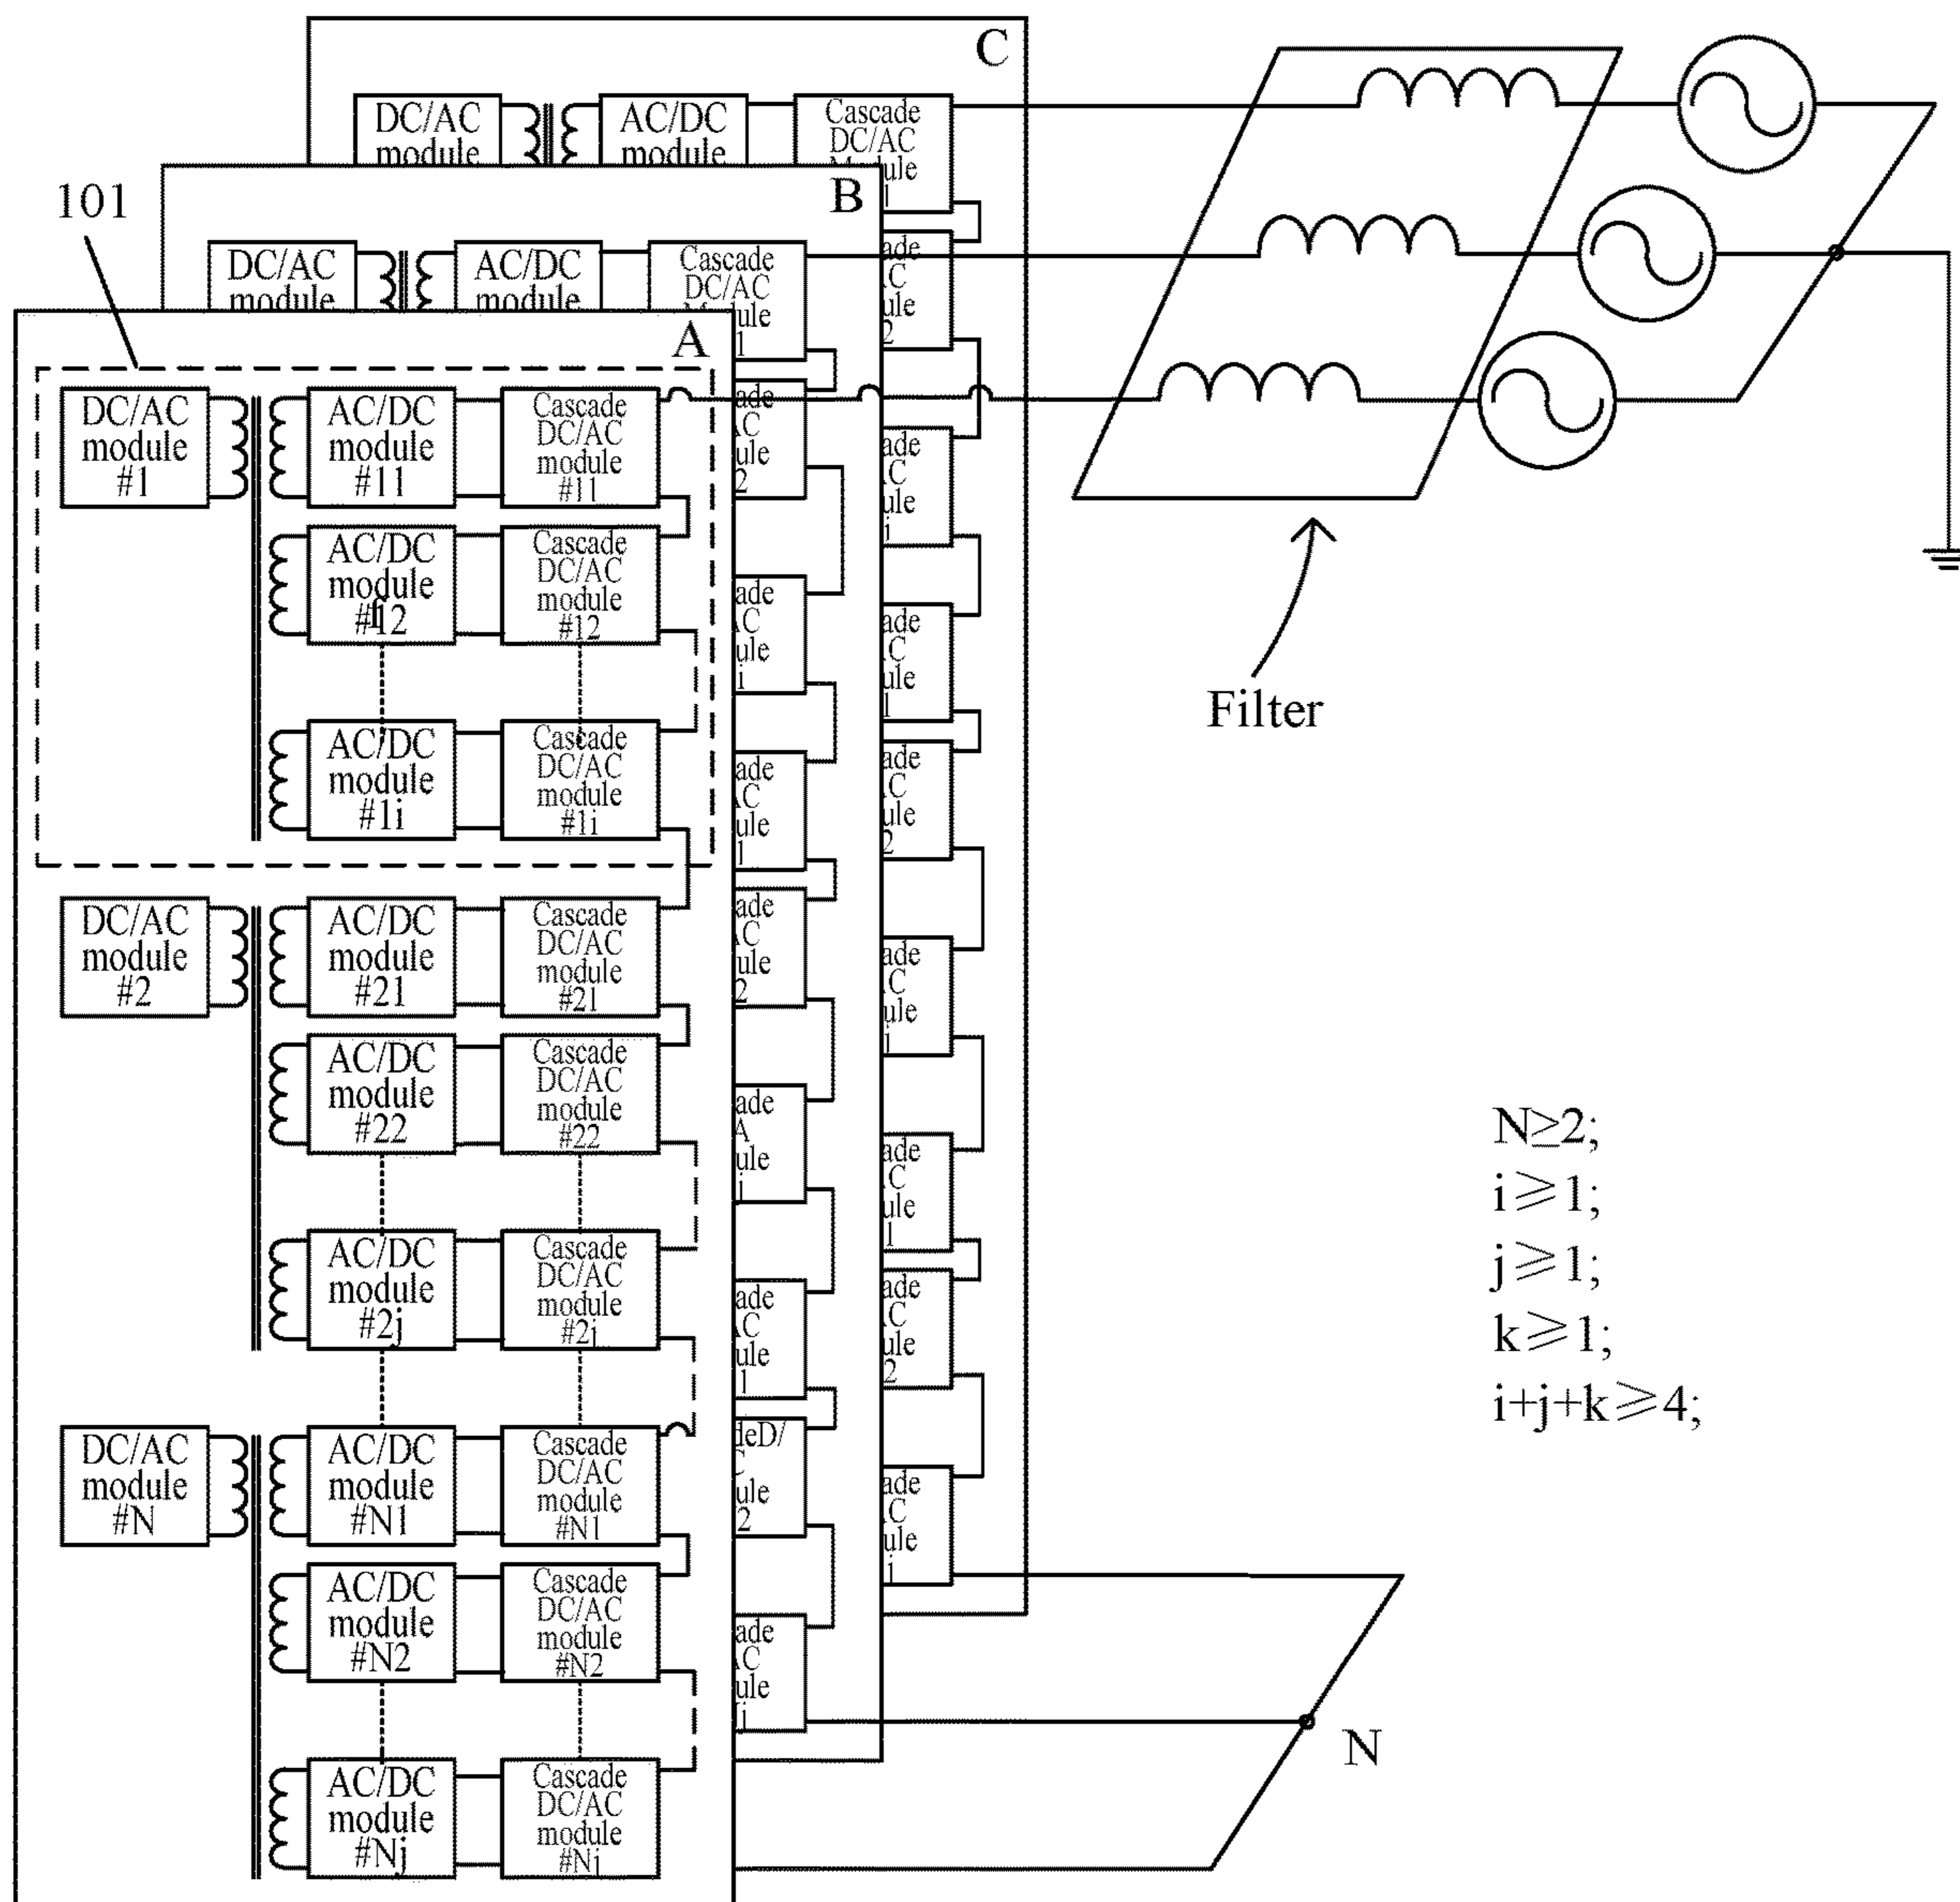 C
DC/AC
module
AC/DC
module
Cascade
DC/AC
B
101
DC/AC
module
AC/DC
module
Cascade
DC/AC
A
DC/AC
module
#1
AC/DC
module
#11
Cascade
DC/AC
module
#11
AC/DC
module
#12
Cascade
DC/AC
module
#12
AC/DC
module
#1i
Cascade
DC/AC
module
#1i
DC/AC
module
#2
AC/DC
module
#21
Cascade
DC/AC
module
#21
AC/DC
module
#22
Cascade
DC/AC
module
#22
AC/DC
module
#2j
Cascade
DC/AC
module
#2j
DC/AC
module
#N
AC/DC
module
#N1
Cascade
DC/AC
module
#N1
AC/DC
module
#N2
Cascade
DC/AC
module
#N2
AC/DC
module
#Nj
Cascade
DC/AC
module
#Nj
Filter
N≥2;
i≥1;
j≥1;
k≥1;
i+j+k≥4;
N